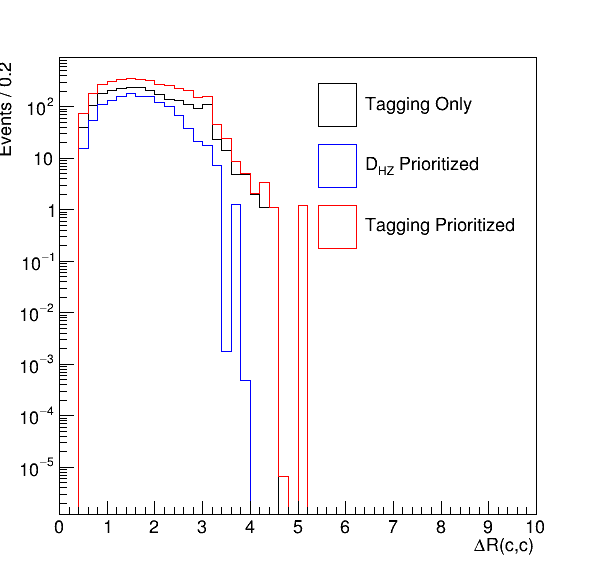 Events / 0.2
10²
10
1
10⁻¹
10⁻²
10⁻³
10⁻⁴
10⁻⁵
Tagging Only
D_HZ Prioritized
Tagging Prioritized
0 1 2 3 4 5 6 7 8 9 10
ΔR(c,c)